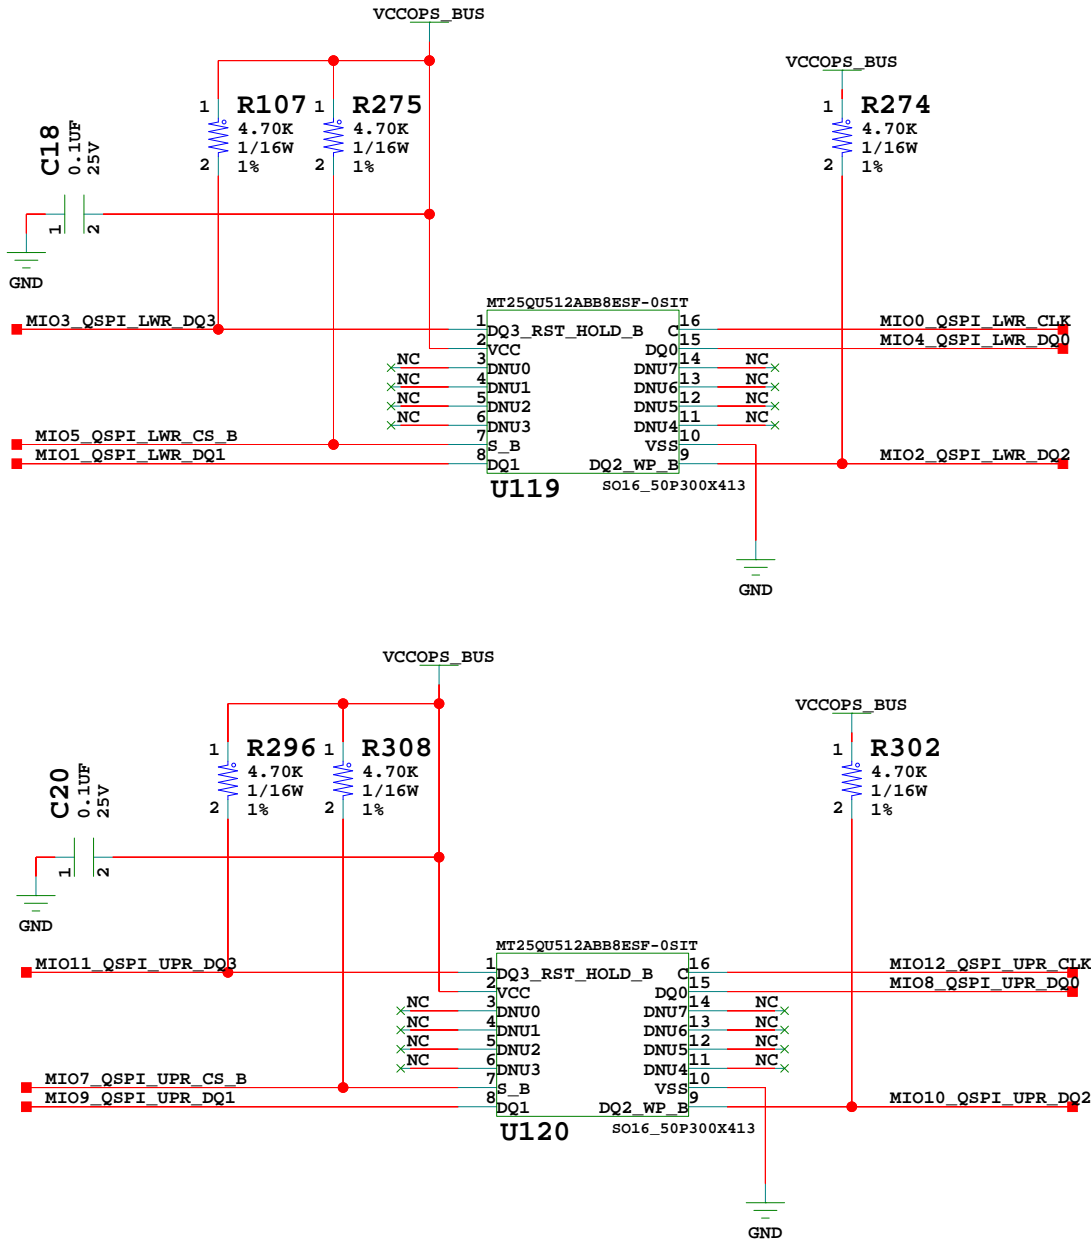 VCCOPS_BUS
VCCOPS_BUS
C18
0.1UF
25V
1
R107
4.70K
1/16W
1%
2
1
R275
4.70K
1/16W
1%
2
1
R274
4.70K
1/16W
1%
2
1
2
GND
MT25QU512ABB8ESF-0SIT
MIO3_QSPI_LWR_DQ3
1 DQ3_RST_HOLD_B C 16
MIO0_QSPI_LWR_CLK
2 VCC DQ0 15
MIO4_QSPI_LWR_DQ0
NC 3 DNU0 DNU7 14 NC
NC 4 DNU1 DNU6 13 NC
NC 5 DNU2 DNU5 12 NC
NC 6 DNU3 DNU4 11 NC
MIO5_QSPI_LWR_CS_B
7 S_B VSS 10
MIO1_QSPI_LWR_DQ1
8 DQ1 DQ2_WP_B 9
MIO2_QSPI_LWR_DQ2
U119
SO16_50P300X413
GND
VCCOPS_BUS
VCCOPS_BUS
C20
0.1UF
25V
1
R296
4.70K
1/16W
1%
2
1
R308
4.70K
1/16W
1%
2
1
R302
4.70K
1/16W
1%
2
1
2
GND
MT25QU512ABB8ESF-0SIT
MIO11_QSPI_UPR_DQ3
1 DQ3_RST_HOLD_B C 16
MIO12_QSPI_UPR_CLK
2 VCC DQ0 15
MIO8_QSPI_UPR_DQ0
NC 3 DNU0 DNU7 14 NC
NC 4 DNU1 DNU6 13 NC
NC 5 DNU2 DNU5 12 NC
NC 6 DNU3 DNU4 11 NC
MIO7_QSPI_UPR_CS_B
7 S_B VSS 10
MIO9_QSPI_UPR_DQ1
8 DQ1 DQ2_WP_B 9
MIO10_QSPI_UPR_DQ2
U120
SO16_50P300X413
GND